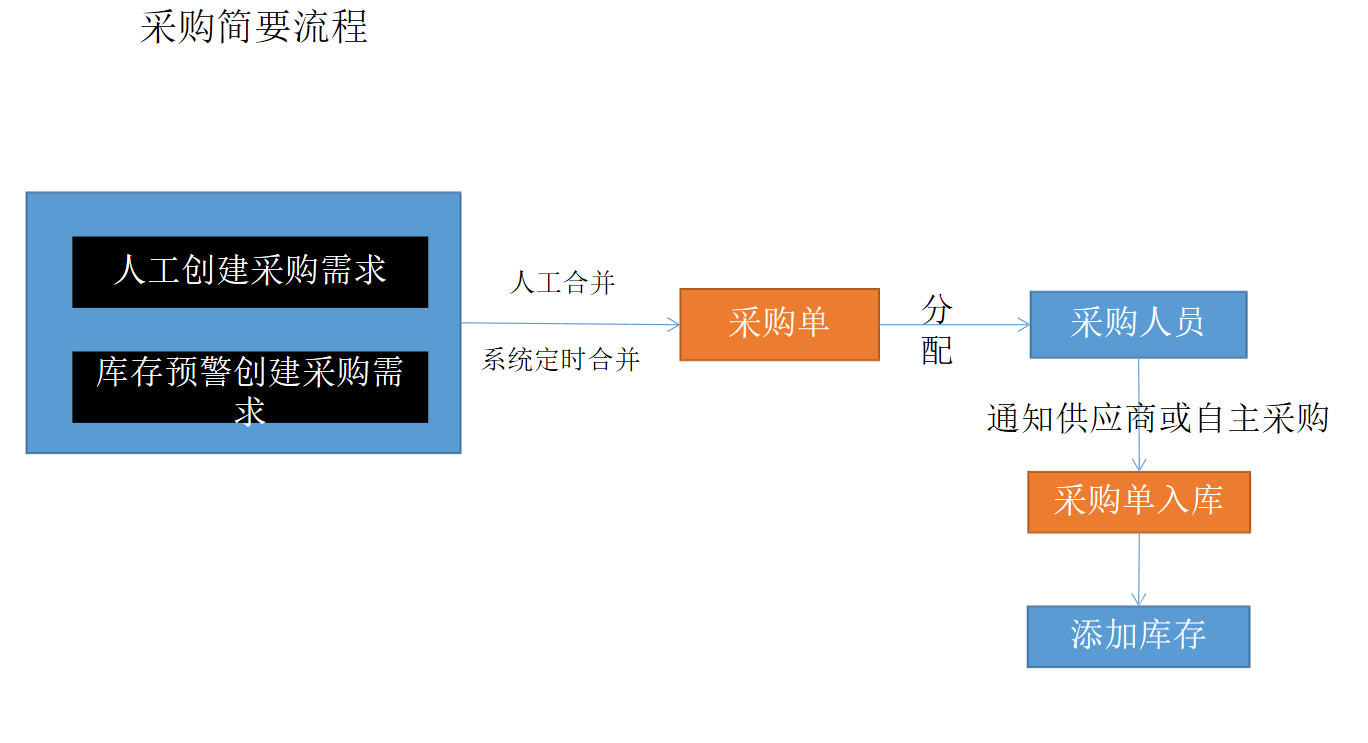 采购简要流程
人工创建采购需求
库存预警创建采购需
求
人工合并
系统定时合并
采购单
分
配
采购人员
通知供应商或自主采购
采购单入库
添加库存